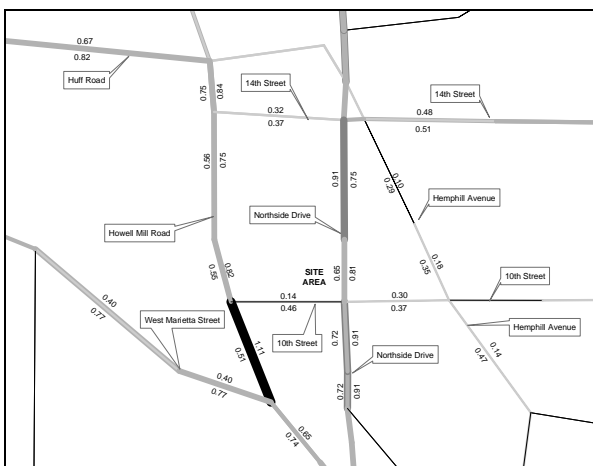 0.67
0.82
Huff Road
0.75
0.84
14th Street
0.32
0.37
14th Street
0.48
0.51
0.56
0.75
0.91
0.75
0.10
0.29
Hemphill Avenue
Northside Drive
Howell Mill Road
0.18
0.35
0.55
0.82
SITE
AREA
0.65
0.81
10th Street
0.40
0.77
West Marietta Street
0.14
0.46
0.30
0.37
10th Street
Hemphill Avenue
1.11
0.51
0.72
0.91
Northside Drive
0.14
0.47
0.40
0.77
0.72
0.91
0.65
0.74